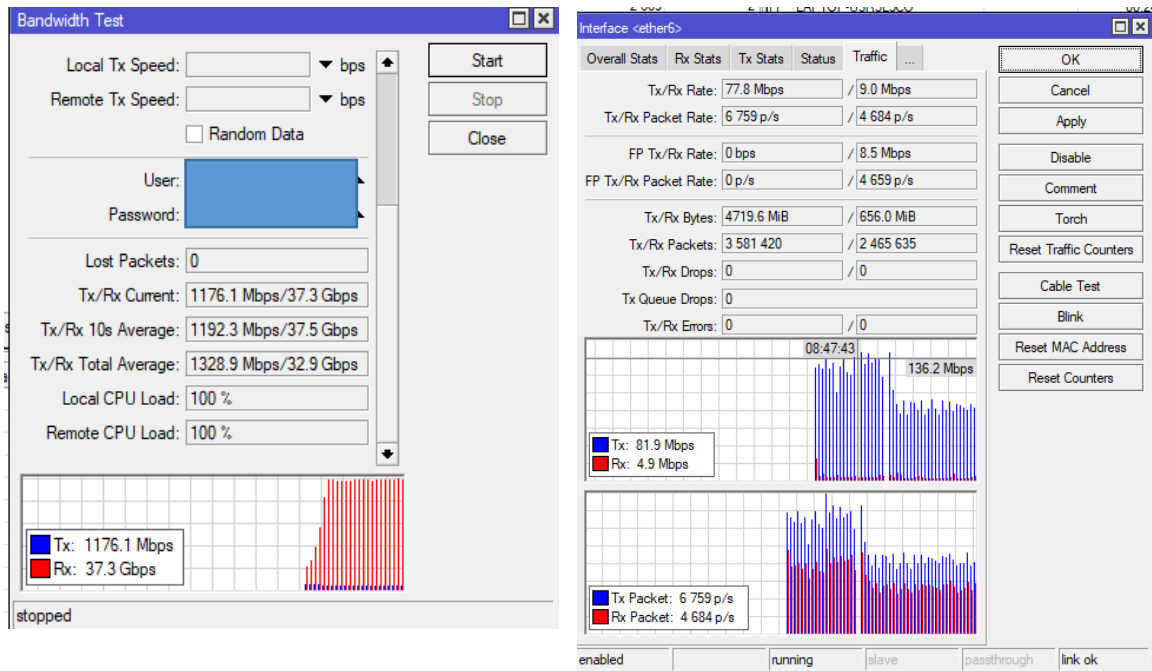 Bandwidth Test
Local Tx Speed: bps
Remote Tx Speed: bps
Random Data
User:
Password:
Lost Packets: 0
Tx/Rx Current: 1176.1 Mbps/37.3 Gbps
Tx/Rx 10s Average: 1192.3 Mbps/37.5 Gbps
Tx/Rx Total Average: 1328.9 Mbps/32.9 Gbps
Local CPU Load: 100 %
Remote CPU Load: 100 %
Start
Stop
Close
Tx: 1176.1 Mbps
Rx: 37.3 Gbps
stopped
Interface <ether6>
Overall Stats Rx Stats Tx Stats Status Traffic ...
Tx/Rx Rate: 77.8 Mbps / 9.0 Mbps
Tx/Rx Packet Rate: 6 759 p/s / 4 684 p/s
FP Tx/Rx Rate: 0 bps / 8.5 Mbps
FP Tx/Rx Packet Rate: 0 p/s / 4 659 p/s
Tx/Rx Bytes: 4719.6 MiB / 656.0 MiB
Tx/Rx Packets: 3 581 420 / 2 465 635
Tx/Rx Drops: 0 / 0
Tx Queue Drops: 0
Tx/Rx Errors: 0 / 0
08:47:43
136.2 Mbps
Tx: 81.9 Mbps
Rx: 4.9 Mbps
Tx Packet: 6 759 p/s
Rx Packet: 4 684 p/s
OK
Cancel
Apply
Disable
Comment
Torch
Reset Traffic Counters
Cable Test
Blink
Reset MAC Address
Reset Counters
enabled running slave passthrough link ok